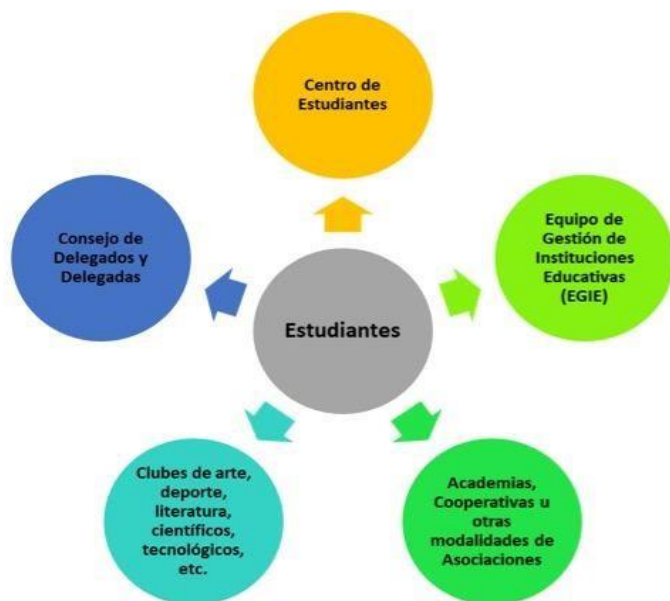 Centro de
Estudiantes
Consejo de
Delegados y
Delegadas
Equipo de
Gestión de
Instituciones
Educativas
(EGIE)
Estudiantes
Clubes de arte,
deporte,
literatura,
científicos,
tecnológicos,
etc.
Academias,
Cooperativas u
otras
modalidades de
Asociaciones